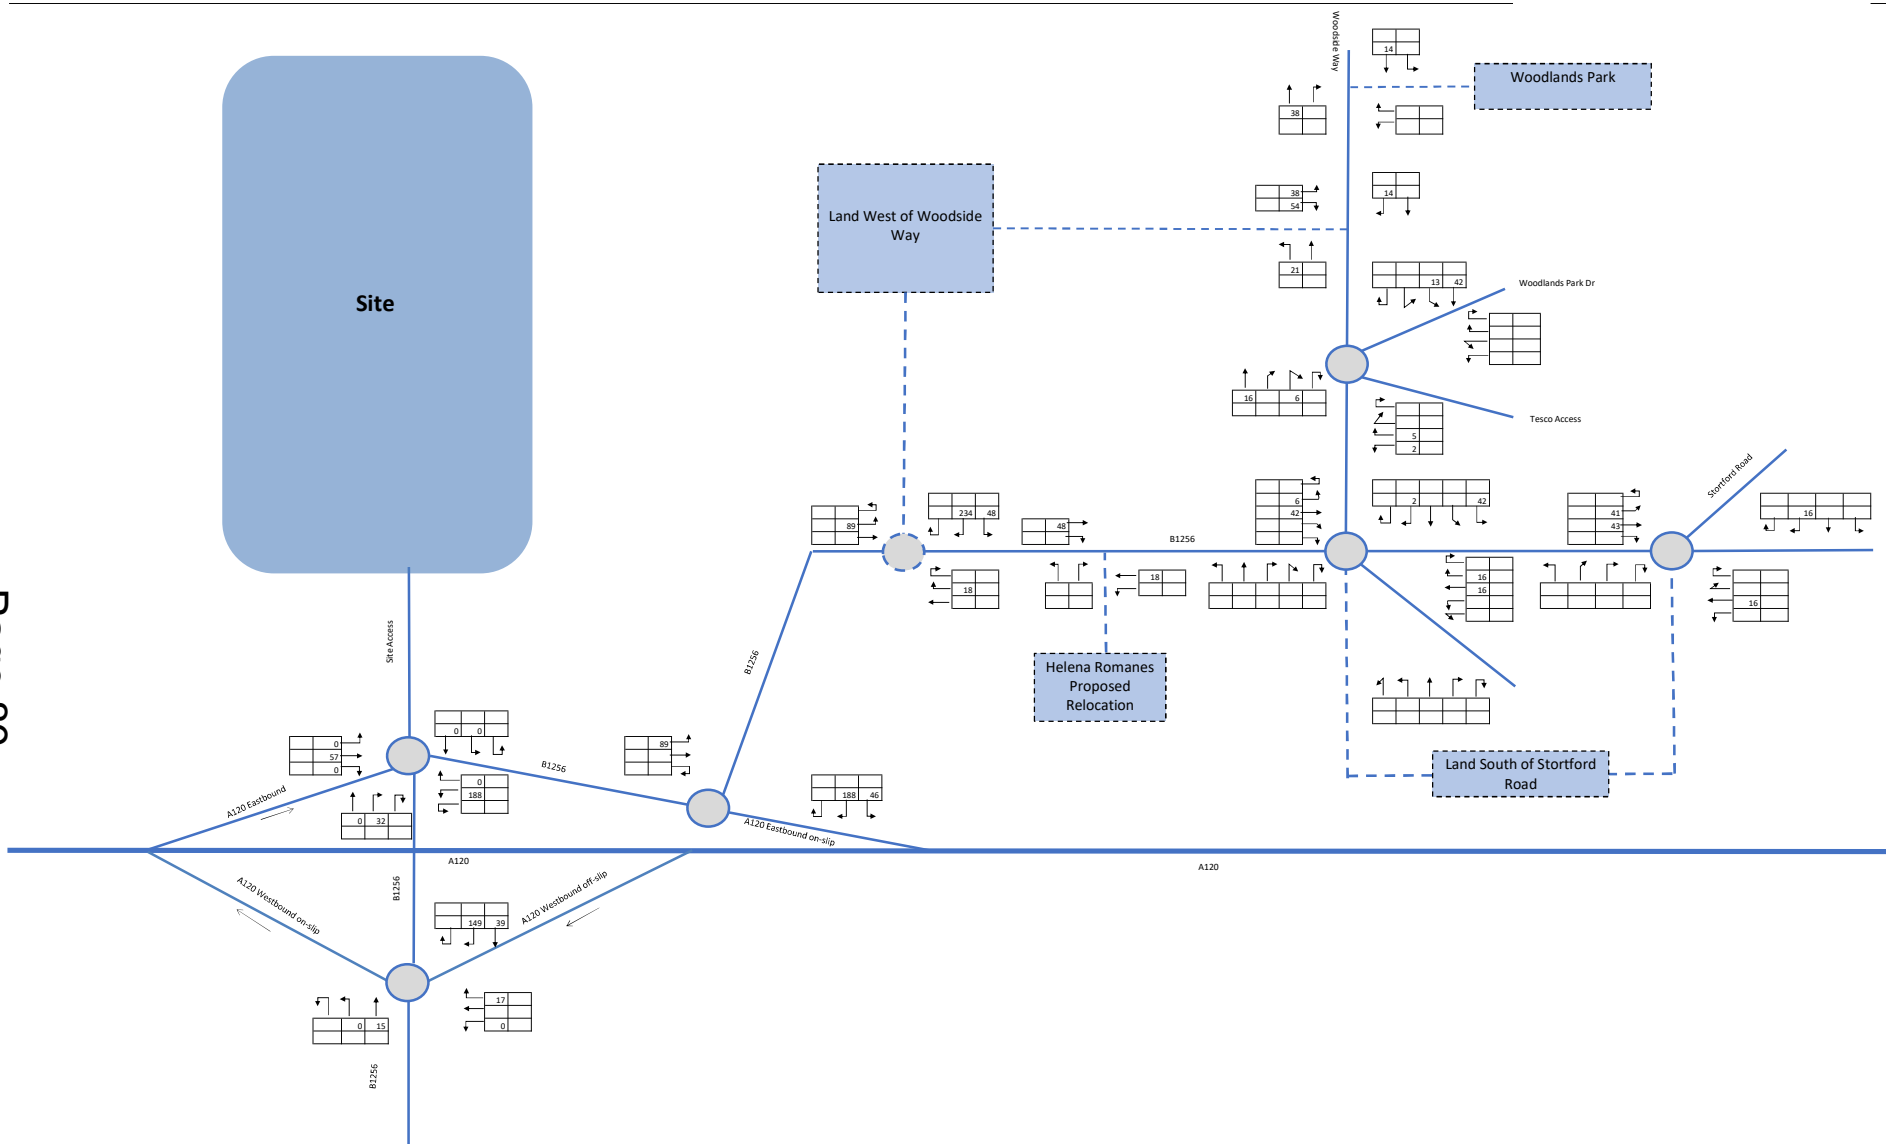 Woodside Way
14
Woodlands Park
38
38
54
14
Land West of Woodside
Way
21
13 42
Woodlands Park Dr
Site
16 6
Tesco Access
5
2
Stortford Road
89
234 48
48
B1256
6
42
2 42
41
43
16
18
18
16
16
16
Site Access
B1256
Helena Romanes
Proposed
Relocation
0
57
0
0 0
B1256
89
Land South of Stortford
Road
0
188
188 46
A120 Eastbound
0 32
A120 Eastbound on-slip
A120
A120
B1256
A120 Westbound on-slip
149 39
A120 Westbound off-slip
17
0
0 15
B1256